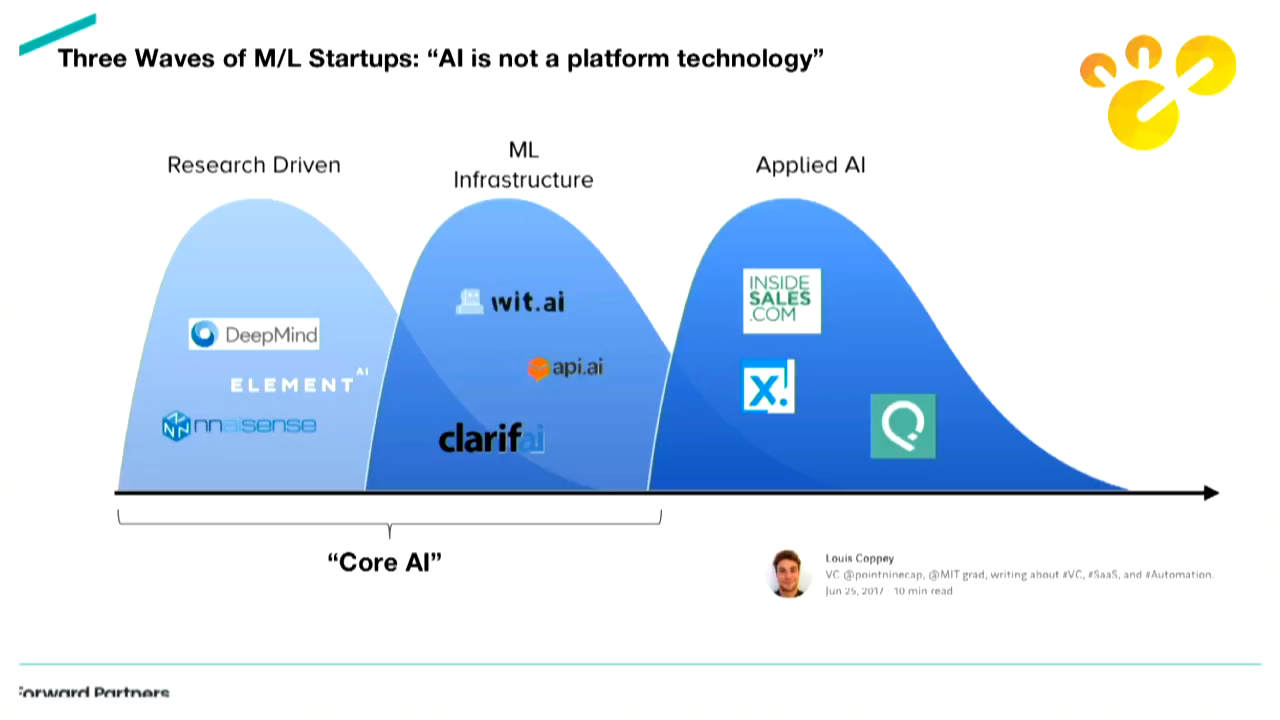 Three Waves of M/L Startups: “AI is not a platform technology”
Research Driven
ML
Infrastructure
Applied AI
DeepMind
ELEMENT AI
nnaisense
wit.ai
api.ai
clarifai
INSIDE
SALES
.COM
X.
“Core AI”
Louis Coppey
VC @pointninecap, @MIT grad, writing about #VC, #SaaS, and #Automation.
Jun 25, 2017 10 min read
Forward Partners